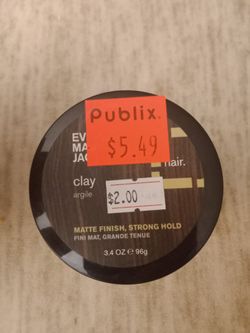 Publix.
$5.49
EV
MA
JA
hair.
clay
argile
$2.00
MATTE FINISH, STRONG HOLD
FINI MAT, GRANDE TENUE
3.4 OZ ℮ 96g